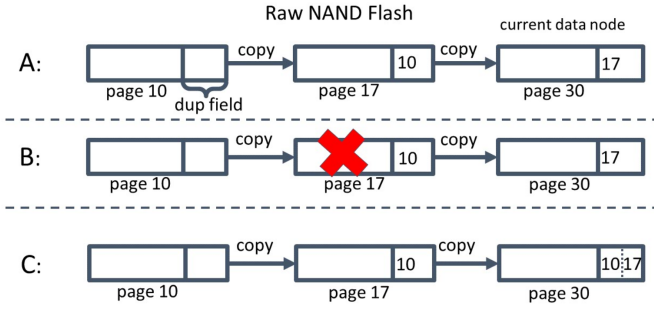 Raw NAND Flash
current data node
A:
copy
10
copy
17
page 10
page 17
page 30
dup field
B:
copy
10
copy
17
page 10
page 17
page 30
C:
copy
10
copy
10 17
page 10
page 17
page 30